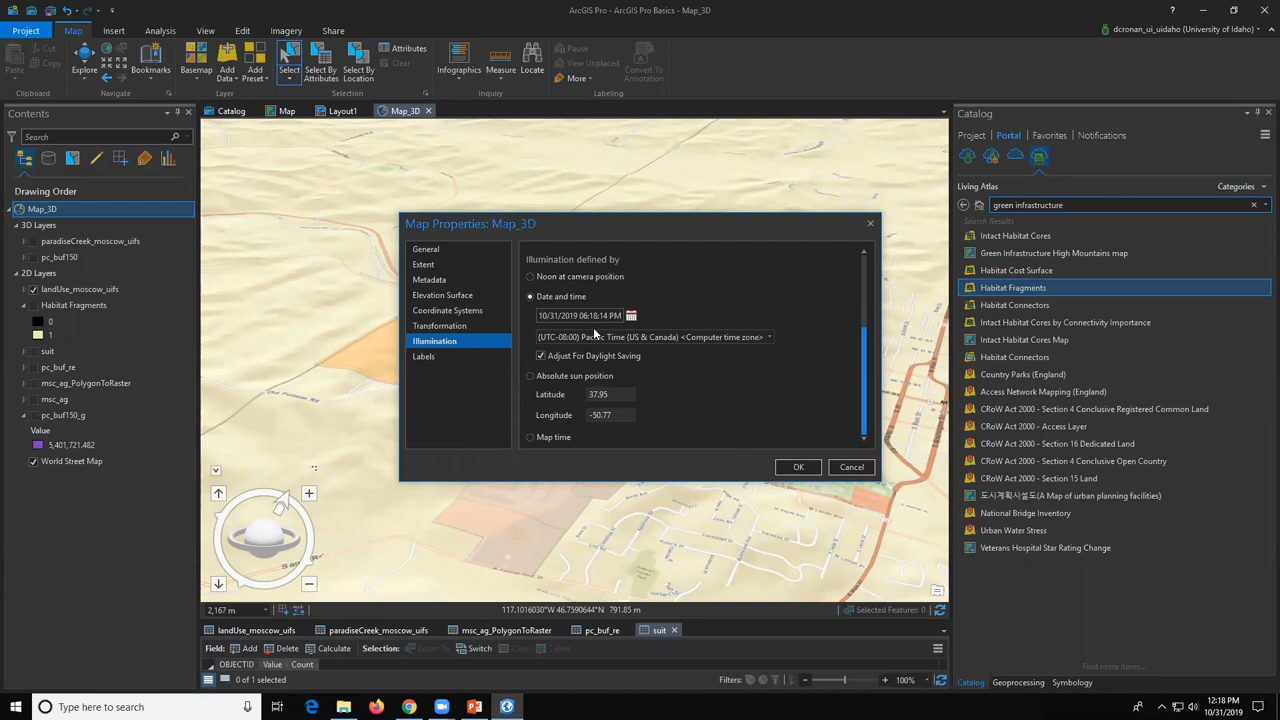 ArcGIS Pro - ArcGIS Pro Basics - Map_3D
dcronan_ui_uidaho (University of Idaho)
Project Map Insert Analysis View Edit Imagery Share
Paste Cut Copy
Explore Bookmarks
Basemap Add Data Add Preset
Select Select By Attributes Select By Location Attributes Clear
Infographics Measure Locate
Pause View Unplaced More
Convert To Annotation
Clipboard Navigate Layer Selection Inquiry Labeling
Contents
Search
Drawing Order
Map_3D
3D Layers
paradiseCreek_moscow_uifs
pc_buf150
2D Layers
landUse_moscow_uifs
Habitat Fragments
0
1
suit
pc_buf_re
msc_ag_PolygonToRaster
msc_ag
pc_buf150_g
Value
5,401,721.482
World Street Map
Catalog Map Layout1 Map_3D
Map Properties: Map_3D
General
Extent
Metadata
Elevation Surface
Coordinate Systems
Transformation
Illumination
Labels
Illumination defined by
Noon at camera position
Date and time
10/31/2019 06:18:14 PM
(UTC-08:00) Pacific Time (US & Canada) <Computer time zone>
Adjust For Daylight Saving
Absolute sun position
Latitude 37.95
Longitude -50.77
Map time
OK Cancel
2,167 m
117.1016030°W 46.7590644°N 791.85 m
Selected Features: 0
landUse_moscow_uifs paradiseCreek_moscow_uifs msc_ag_PolygonToRaster pc_buf_re suit
Field: Add Delete Calculate Selection: Zoom To Switch Clear Delete
OBJECTID Value Count
0 of 1 selected
Filters: 100%
Catalog
Project Portal Favorites Notifications
Living Atlas Categories
green infrastructure
Search Results
Intact Habitat Cores
Green Infrastructure High Mountains map
Habitat Cost Surface
Habitat Fragments
Habitat Connectors
Habitat Connectors by Connectivity Importance
Intact Habitat Cores Map
Country Parks (England)
Access Network Mapping (England)
CRoW Act 2000 - Section 4 Conclusive Registered Common Land
CRoW Act 2000 - Access Layer
CRoW Act 2000 - Section 16 Dedicated Land
CRoW Act 2000 - Section 4 Conclusive Open Country
CRoW Act 2000 - Section 15 Land
도시계획시설도(A Map of urban planning facilities)
National Bridge Inventory
Urban Water Stress
Veterans Hospital Star Rating Change
Find more items...
Catalog Geoprocessing Symbology
Type here to search
12:18 PM
10/31/2019